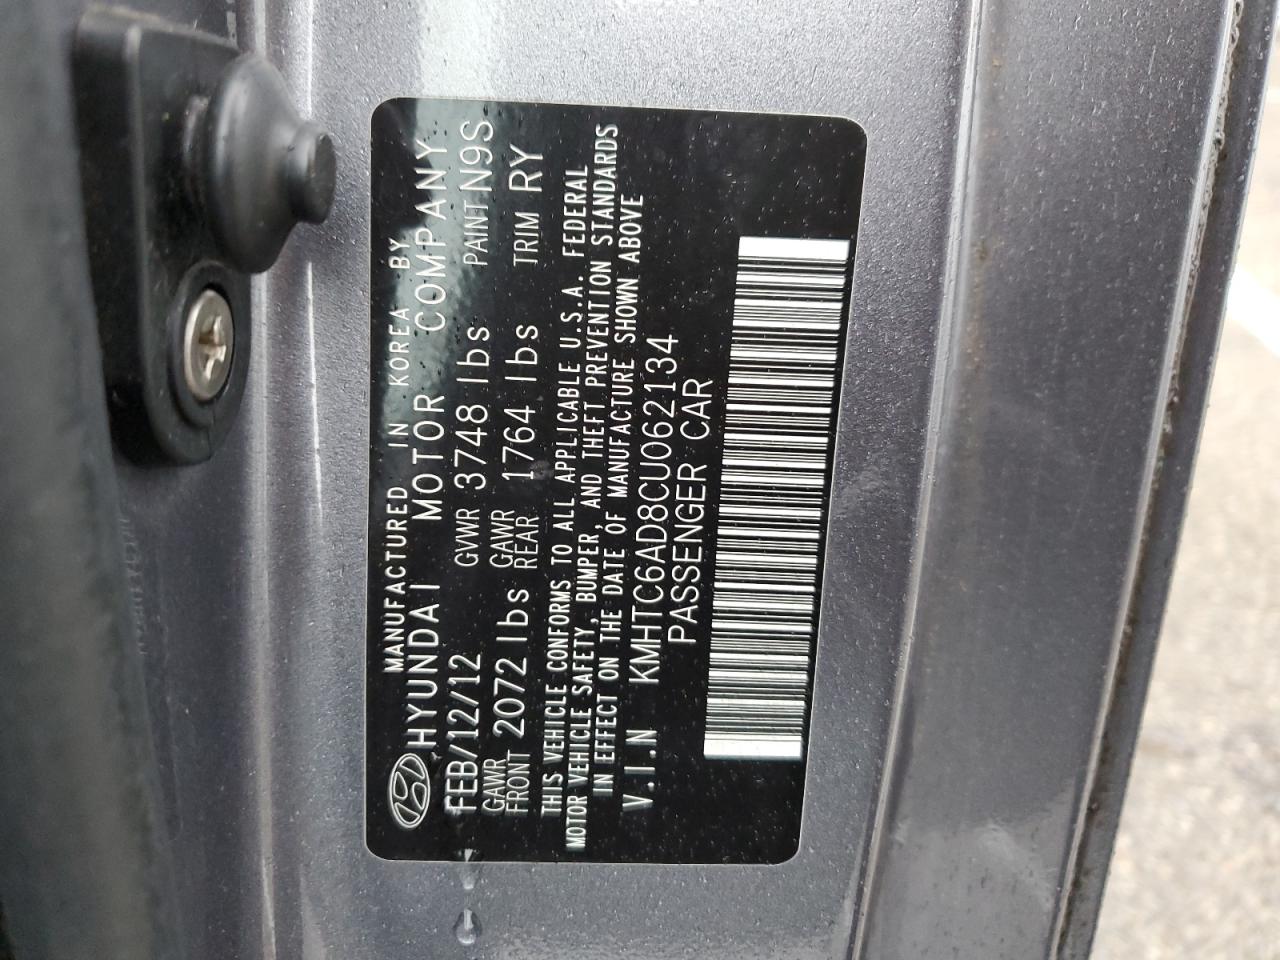 MANUFACTURED IN KOREA BY
HYUNDAI MOTOR COMPANY
FEB/12/12 GVWR 3748 lbs PAINT N9S
GAWR FRONT 2072 lbs GAWR REAR 1764 lbs TRIM RY
THIS VEHICLE CONFORMS TO ALL APPLICABLE U.S.A. FEDERAL
MOTOR VEHICLE SAFETY, BUMPER, AND THEFT PREVENTION STANDARDS
IN EFFECT ON THE DATE OF MANUFACTURE SHOWN ABOVE
V.I.N KMHTC6AD8CU062134
PASSENGER CAR